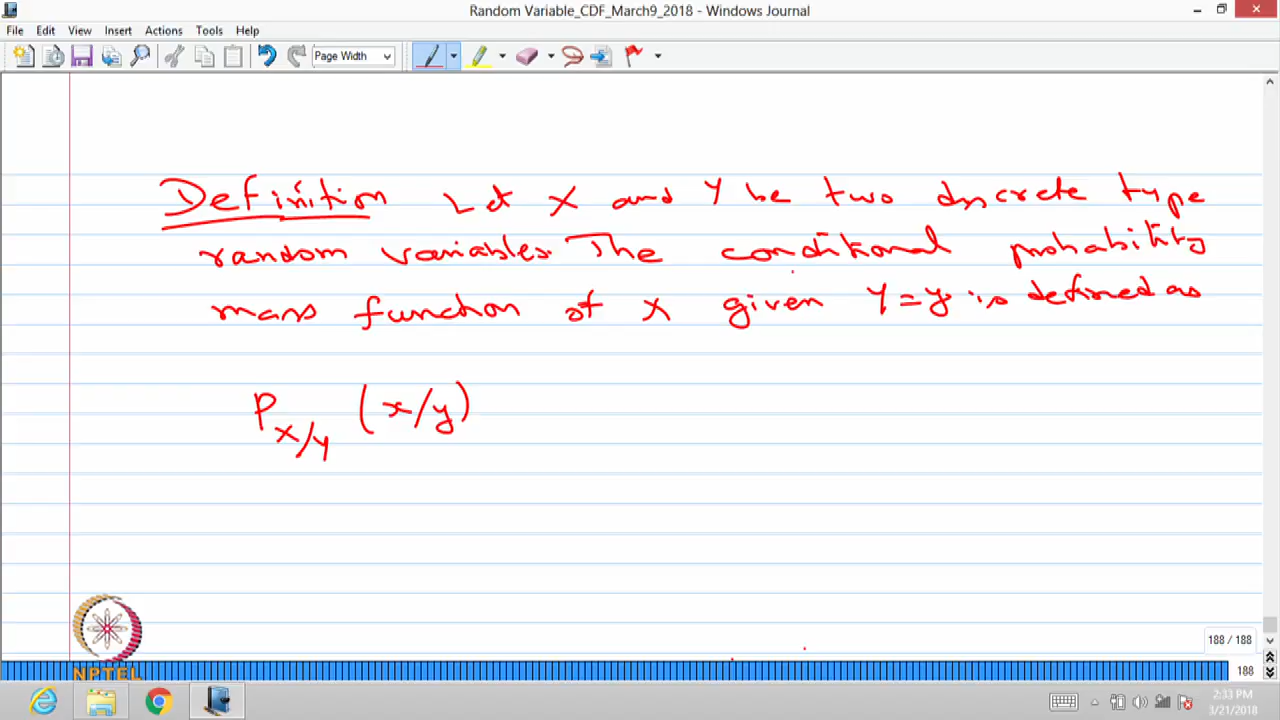 Random Variable_CDF_March9_2018 - Windows Journal
File Edit View Insert Actions Tools Help
Page Width
Definition Let X and Y be two discrete type
random variables. The conditional probability
mass function of X given Y = y is defined as
P X/Y (x/y)
188 / 188
188
NPTEL
2:33 PM
3/21/2018